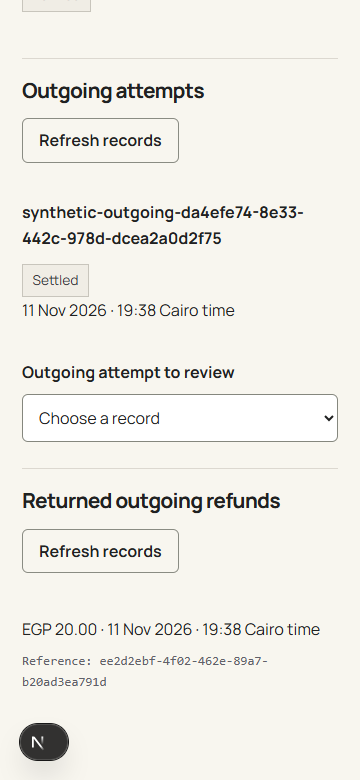 Outgoing attempts
Refresh records
synthetic-outgoing-da4efe74-8e33-
442c-978d-dcea2a0d2f75
Settled
11 Nov 2026 · 19:38 Cairo time
Outgoing attempt to review
Choose a record
Returned outgoing refunds
Refresh records
EGP 20.00 · 11 Nov 2026 · 19:38 Cairo time
Reference: ee2d2ebf-4f02-462e-89a7-
b20ad3ea791d
N